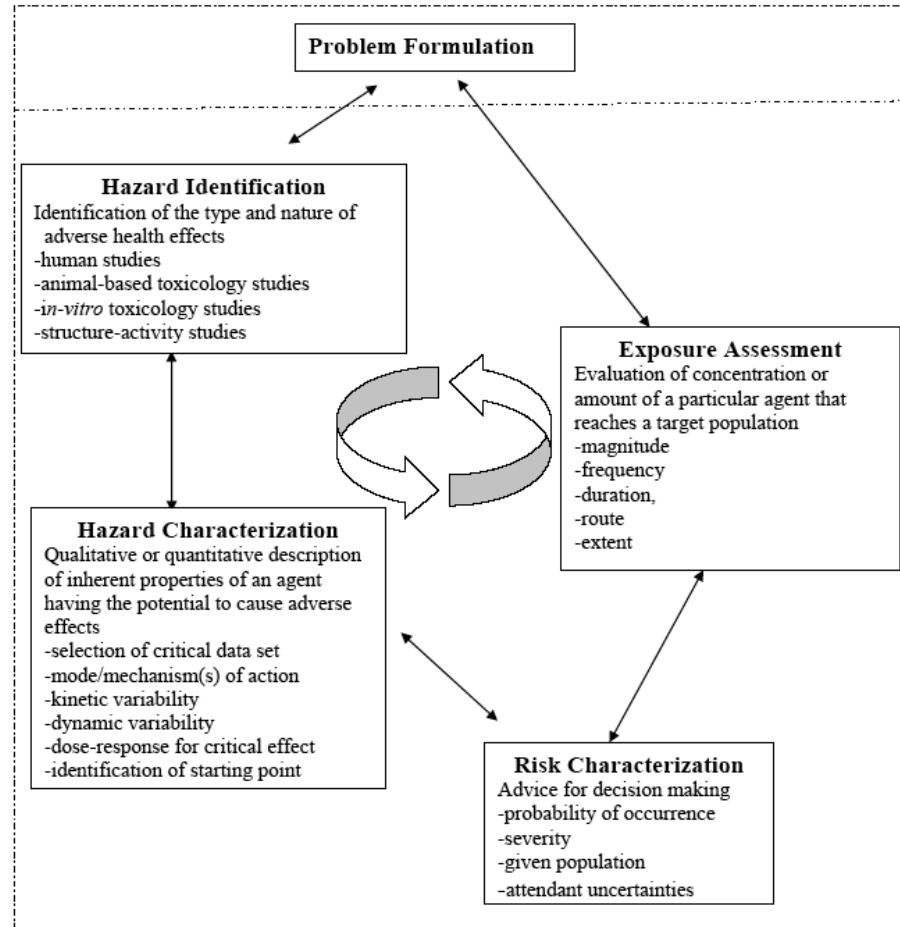 Problem Formulation
Hazard Identification
Identification of the type and nature of
adverse health effects
-human studies
-animal-based toxicology studies
-in-vitro toxicology studies
-structure-activity studies
Exposure Assessment
Evaluation of concentration or
amount of a particular agent that
reaches a target population
-magnitude
-frequency
-duration,
-route
-extent
Hazard Characterization
Qualitative or quantitative description
of inherent properties of an agent
having the potential to cause adverse
effects
-selection of critical data set
-mode/mechanism(s) of action
-kinetic variability
-dynamic variability
-dose-response for critical effect
-identification of starting point
Risk Characterization
Advice for decision making
-probability of occurrence
-severity
-given population
-attendant uncertainties